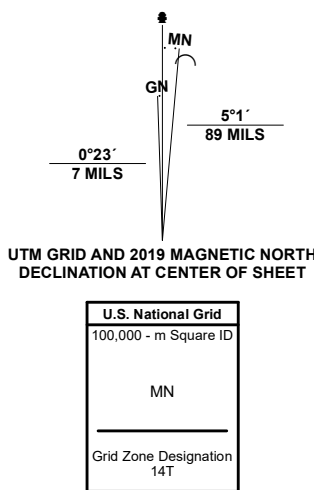 MN
GN
5°1´
89 MILS
0°23´
7 MILS
UTM GRID AND 2019 MAGNETIC NORTH
DECLINATION AT CENTER OF SHEET
U.S. National Grid
100,000 - m Square ID
MN
Grid Zone Designation
14T